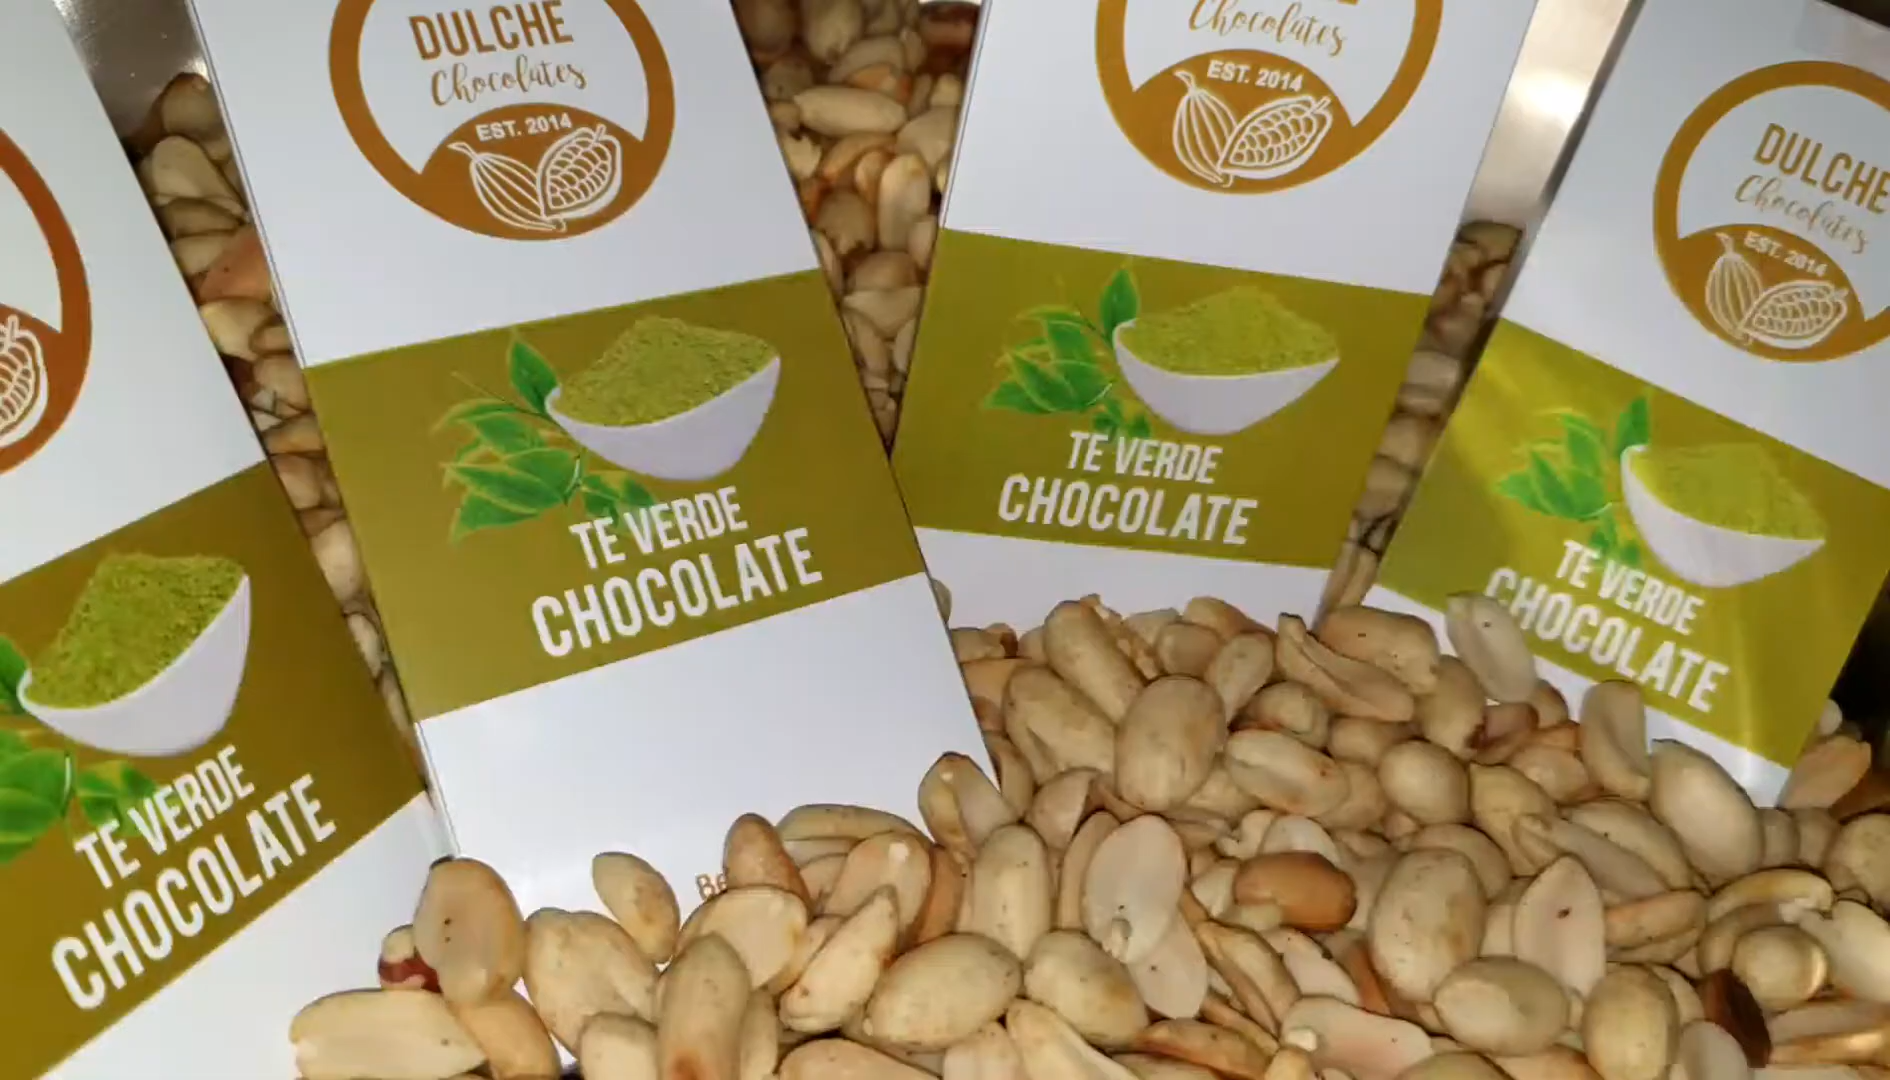 TE VERDE
CHOCOLATE
DULCHE
Chocolates
EST. 2014
TE VERDE
CHOCOLATE
Chocolates
EST. 2014
TE VERDE
CHOCOLATE
DULCHE
Chocolates
EST. 2014
TE VERDE
CHOCOLATE